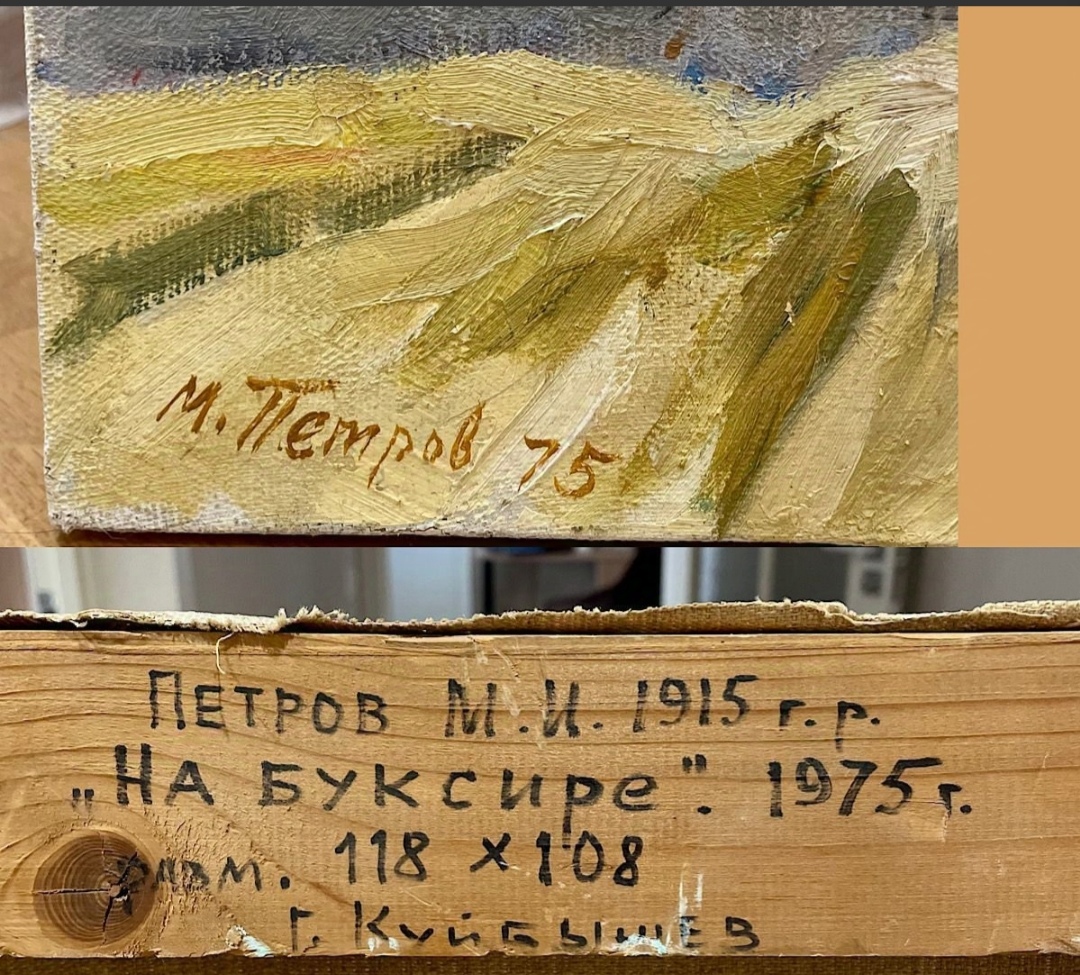 М. Петров 75.
ПЕТРОВ М.И. 1915 г.р.
„НА БУКСИРе". 1975 г.
разм. 118 х 108
г. КУЙБЫШЕВ